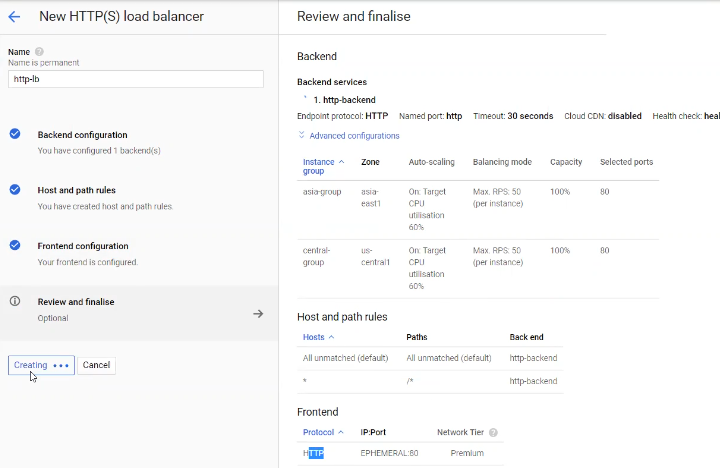 New HTTP(S) load balancer
Name
Name is permanent
http-lb
Backend configuration
You have configured 1 backend(s)
Host and path rules
You have created host and path rules.
Frontend configuration
Your frontend is configured.
Review and finalise
Optional
Creating
Cancel
Review and finalise
Backend
Backend services
1. http-backend
Endpoint protocol: HTTP Named port: http Timeout: 30 seconds Cloud CDN: disabled Health check: heal
Advanced configurations
Instance group Zone Auto-scaling Balancing mode Capacity Selected ports
asia-group asia- On: Target Max. RPS: 50 100% 80
east1 CPU (per instance)
utilisation
60%
central- us- On: Target Max. RPS: 50 100% 80
group central1 CPU (per instance)
utilisation
60%
Host and path rules
Hosts Paths Back end
All unmatched (default) All unmatched (default) http-backend
* /* http-backend
Frontend
Protocol IP:Port Network Tier
HTTP EPHEMERAL:80 Premium